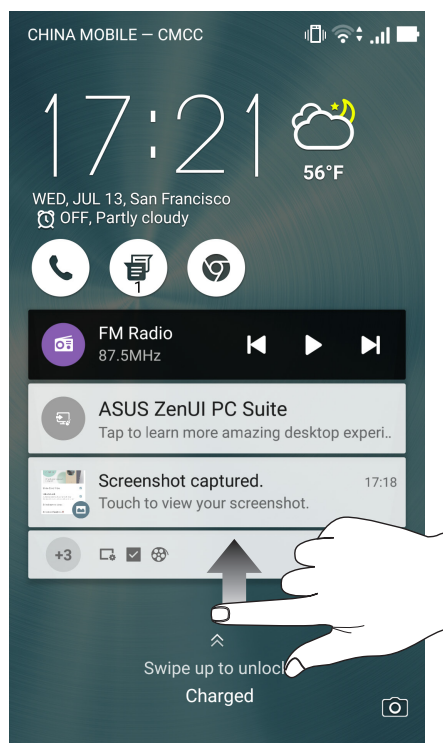 CHINA MOBILE — CMCC
17:21
56°F
WED, JUL 13, San Francisco
OFF, Partly cloudy
1
FM Radio
87.5MHz
ASUS ZenUI PC Suite
Tap to learn more amazing desktop experi..
Screenshot captured. 17:18
Touch to view your screenshot.
+3
Swipe up to unloc
Charged